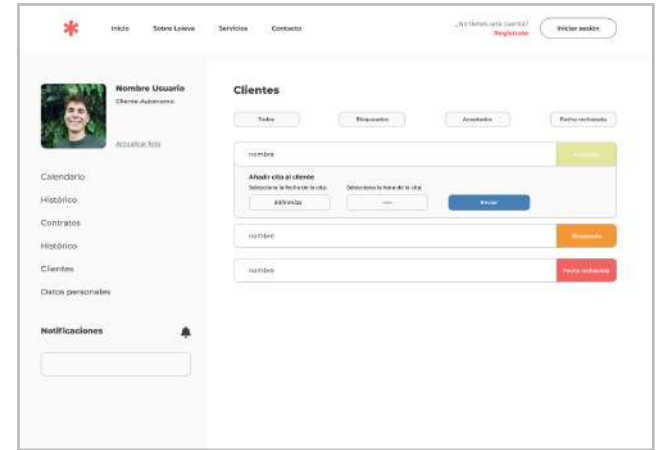 Inicio Sobre Loleva Servicios Contacto
¿No tienes una cuenta?
Regístrate
Iniciar sesión
Nombre Usuario
Cliente Autónomo
Actualizar foto
Calendario
Histórico
Contratos
Histórico
Clientes
Datos personales
Notificaciones
Clientes
Todos Bloqueados Aceptados Fecha rechazada
nombre
Añadir cita al cliente
Selecciona la fecha de la cita: Selecciona la hora de la cita:
dd/mm/aa --:-- Enviar
nombre Bloqueado
nombre Fecha rechazada